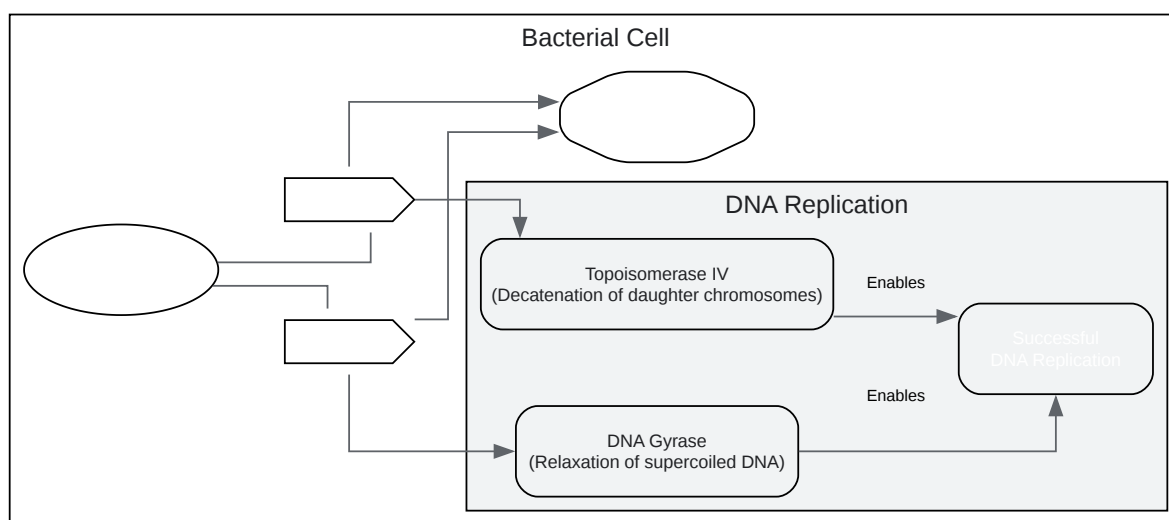 Bacterial Cell
DNA Replication
Topoisomerase IV
(Decatenation of daughter chromosomes)
Enables
Successful
DNA Replication
Enables
DNA Gyrase
(Relaxation of supercoiled DNA)